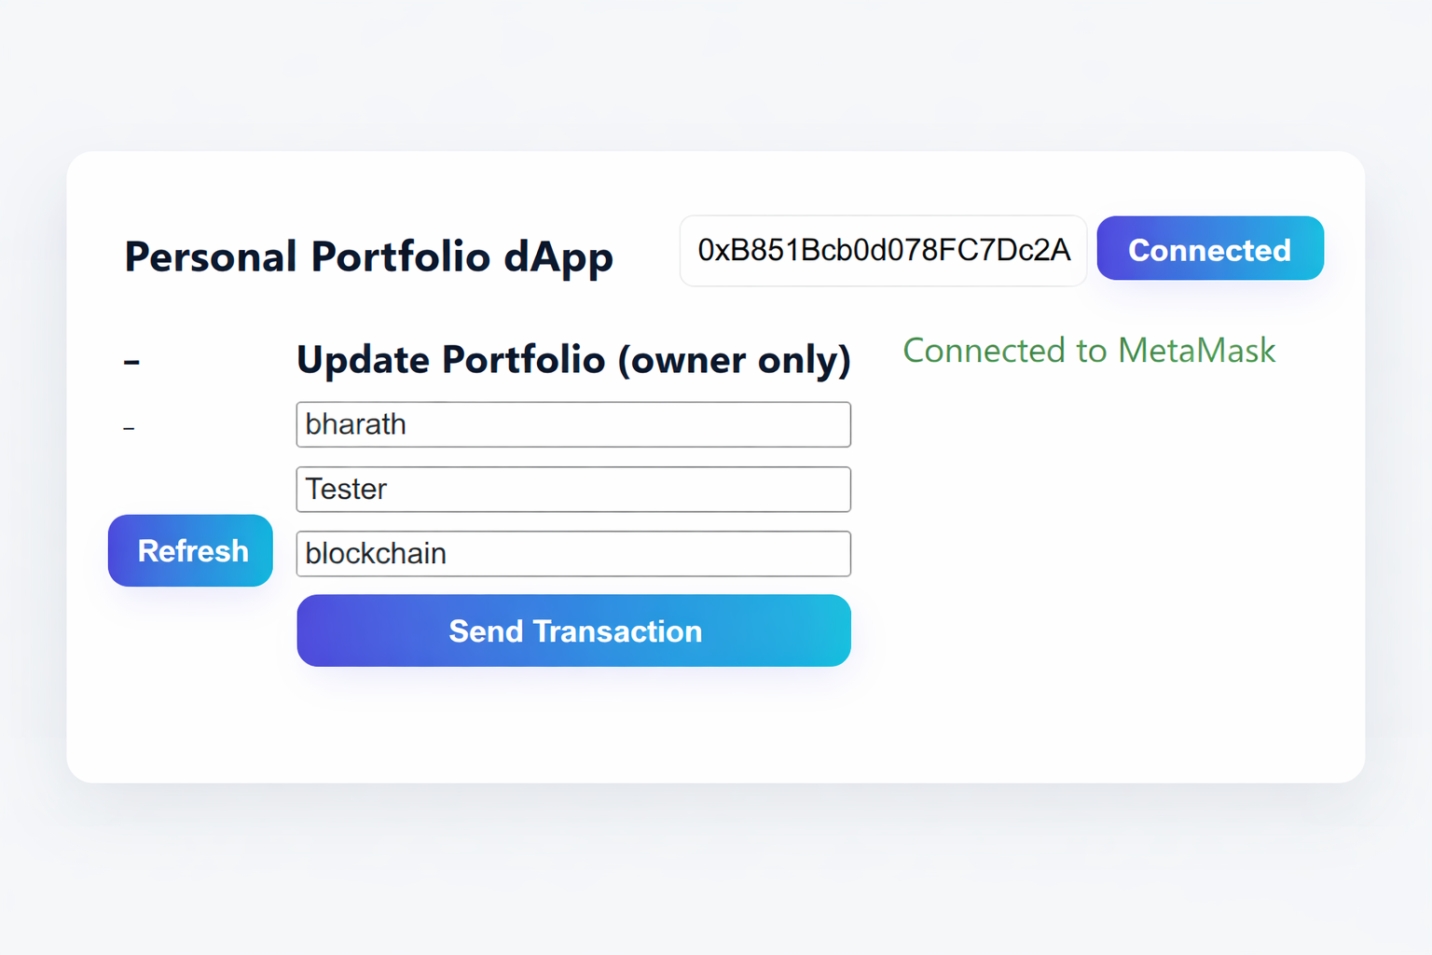 Personal Portfolio dApp
0xB851Bcb0d078FC7Dc2A
Connected
–
–
Refresh
Update Portfolio (owner only)
bharath
Tester
blockchain
Send Transaction
Connected to MetaMask